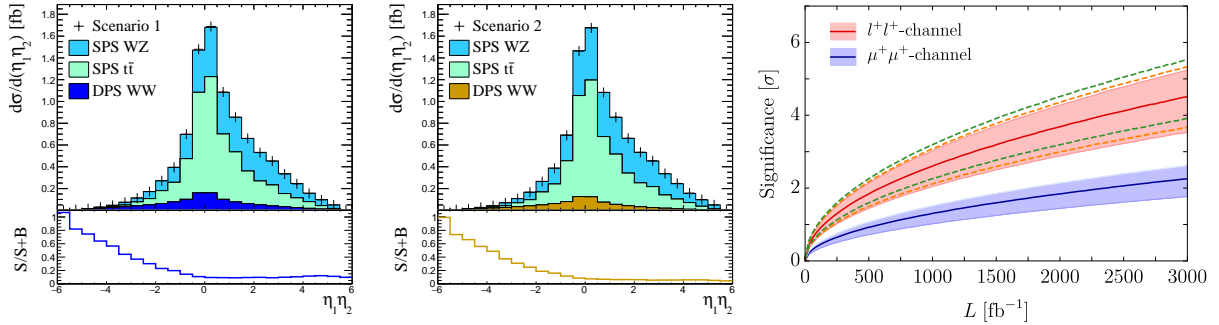 dσ/d(η₁η₂) [fb]
1.8
1.6
1.4
1.2
1.0
0.8
0.6
0.4
0.2
Scenario 1
SPS WZ
SPS tt̄
DPS WW
S/S+B
1
0.8
0.6
0.4
0.2
0
-6 -4 -2 0 2 4 6
η₁η₂
dσ/d(η₁η₂) [fb]
1.8
1.6
1.4
1.2
1.0
0.8
0.6
0.4
0.2
Scenario 2
SPS WZ
SPS tt̄
DPS WW
S/S+B
1
0.8
0.6
0.4
0.2
0
-6 -4 -2 0 2 4 6
η₁η₂
Significance [σ]
6
4
2
0
l⁺l⁺-channel
μ⁺μ⁺-channel
0 500 1000 1500 2000 2500 3000
L [fb⁻¹]